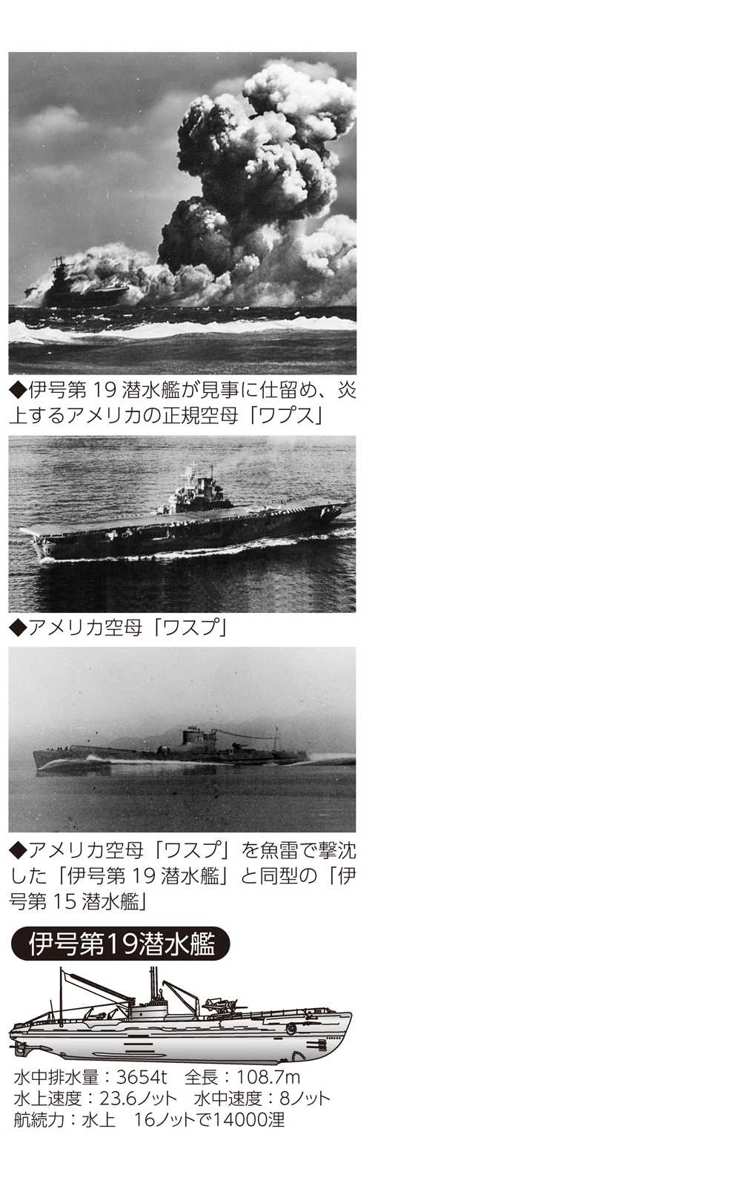 ◆伊号第19潜水艦が見事に仕留め、炎
上するアメリカの正規空母「ワプス」
◆アメリカ空母「ワスプ」
◆アメリカ空母「ワスプ」を魚雷で撃沈
した「伊号第19潜水艦」と同型の「伊
号第15潜水艦」
伊号第19潜水艦
水中排水量：3654t　全長：108.7m
水上速度：23.6ノット　水中速度：8ノット
航続力：水上　16ノットで14000浬